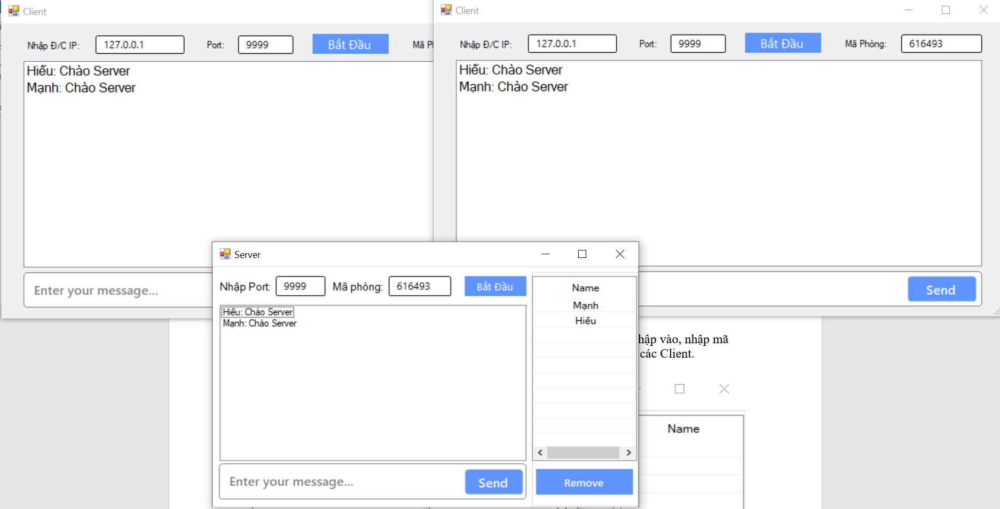 Client
Nhập Đ/C IP: 127.0.0.1 Port: 9999 Bắt Đầu
Hiếu: Chào Server
Mạnh: Chào Server
Enter your message...
Client
Nhập Đ/C IP: 127.0.0.1 Port: 9999 Bắt Đầu Mã Phòng: 616493
Hiếu: Chào Server
Mạnh: Chào Server
Send
Server
Nhập Port: 9999 Mã phòng: 616493 Bắt Đầu
Hiếu: Chào Server
Mạnh: Chào Server
Enter your message... Send
Name
Mạnh
Hiếu
Remove
vào, nhập mã
các Client.
Name